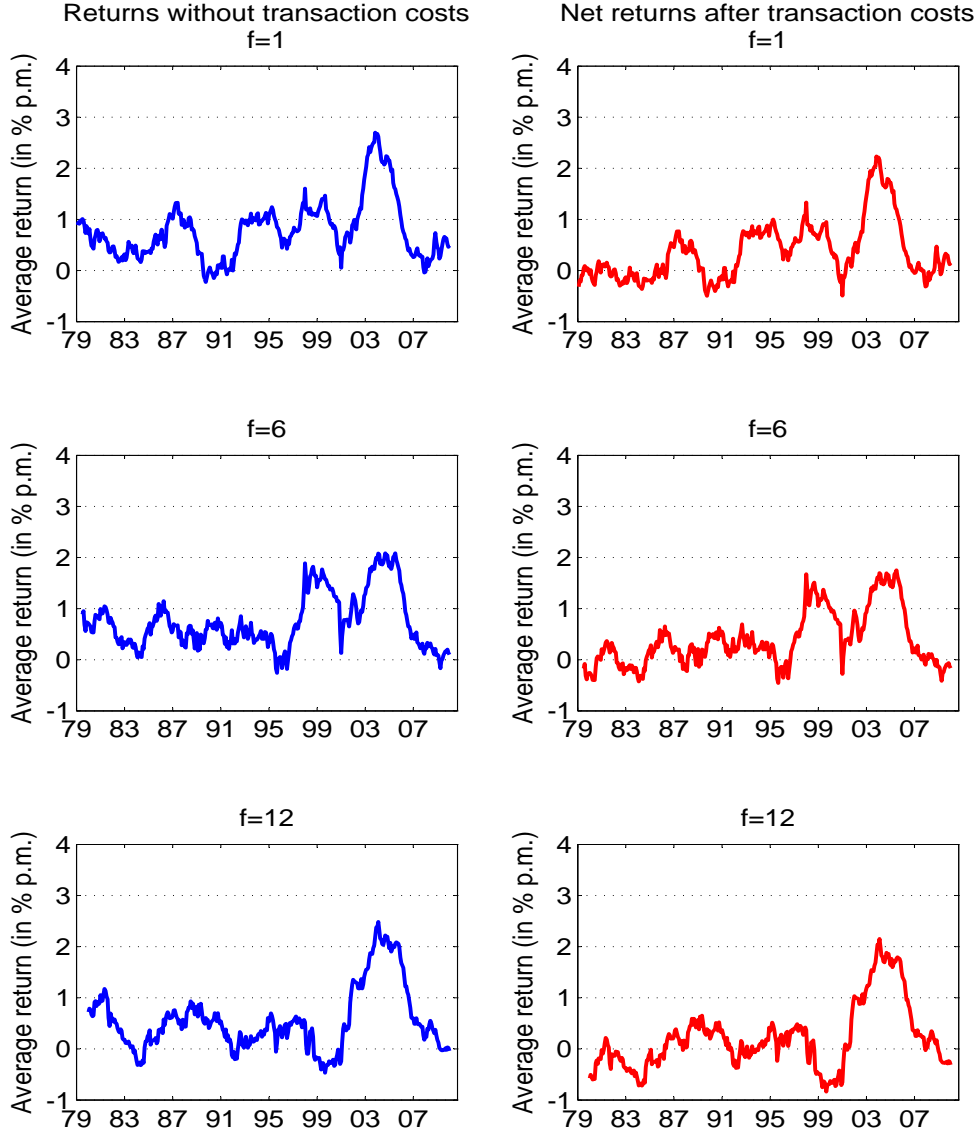 Returns without transaction costs
f=1
Average return (in % p.m.)
4
3
2
1
0
-1
79 83 87 91 95 99 03 07
Net returns after transaction costs
f=1
Average return (in % p.m.)
4
3
2
1
0
-1
79 83 87 91 95 99 03 07
f=6
Average return (in % p.m.)
4
3
2
1
0
-1
79 83 87 91 95 99 03 07
f=6
Average return (in % p.m.)
4
3
2
1
0
-1
79 83 87 91 95 99 03 07
f=12
Average return (in % p.m.)
4
3
2
1
0
-1
79 83 87 91 95 99 03 07
f=12
Average return (in % p.m.)
4
3
2
1
0
-1
79 83 87 91 95 99 03 07